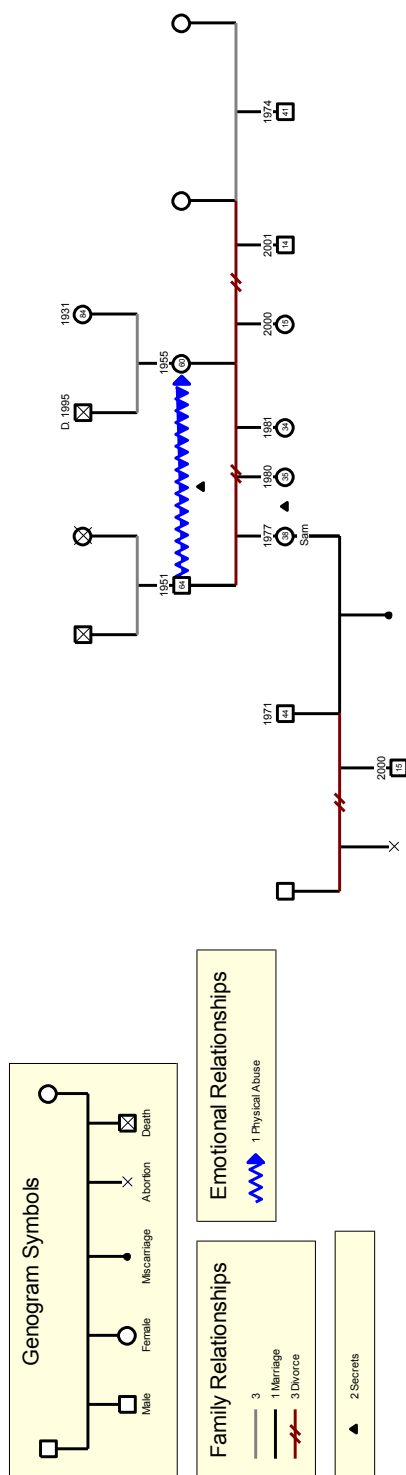 Genogram Symbols
Male
Female
Miscarriage
Abortion
Death
Family Relationships
3
1 Marriage
3 Divorce
Emotional Relationships
1 Physical Abuse
2 Secrets
D. 1995
1931
84
1951
64
1955
60
1977
38
Sam
1980
35
1981
34
2000
15
2001
14
1974
41
1971
44
2000
15